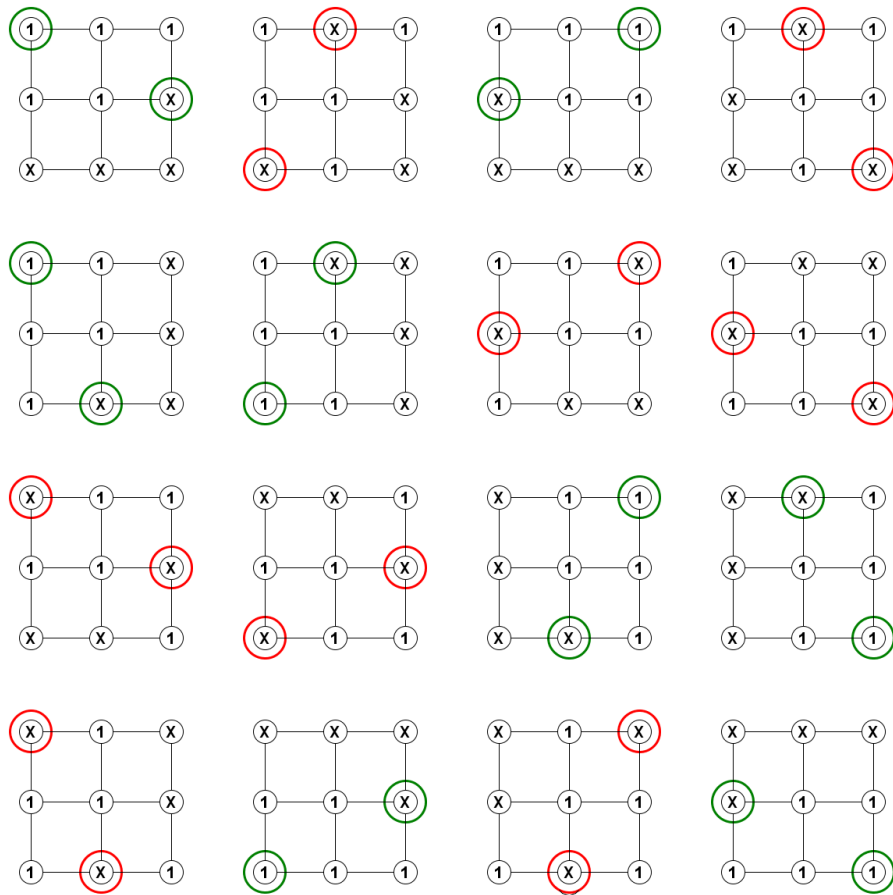 1 1 1 1 X 1 1 1 1 1 X 1
1 1 X 1 1 X X 1 1 X 1 1
X X X X 1 X X X X X 1 X
1 1 X 1 X X 1 1 X 1 X X
1 1 X 1 1 X X 1 1 X 1 1
1 X X 1 1 X 1 X X 1 1 X
X 1 1 X X 1 X 1 1 X X 1
1 1 X 1 1 X X 1 1 X 1 1
X X 1 X 1 1 X X 1 X 1 1
X 1 X X X X X 1 X X X X
1 1 X 1 1 X X 1 1 X 1 1
1 X 1 1 1 1 1 X 1 1 1 1